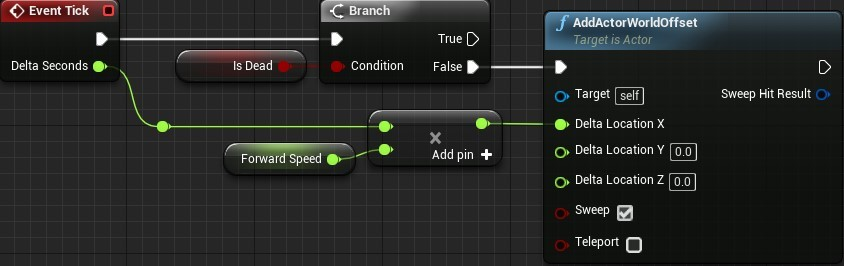 Event Tick
Delta Seconds
Is Dead
Branch
True
Condition
False
Forward Speed
×
Add pin +
f AddActorWorldOffset
Target is Actor
Target self
Sweep Hit Result
Delta Location X
Delta Location Y 0.0
Delta Location Z 0.0
Sweep
Teleport